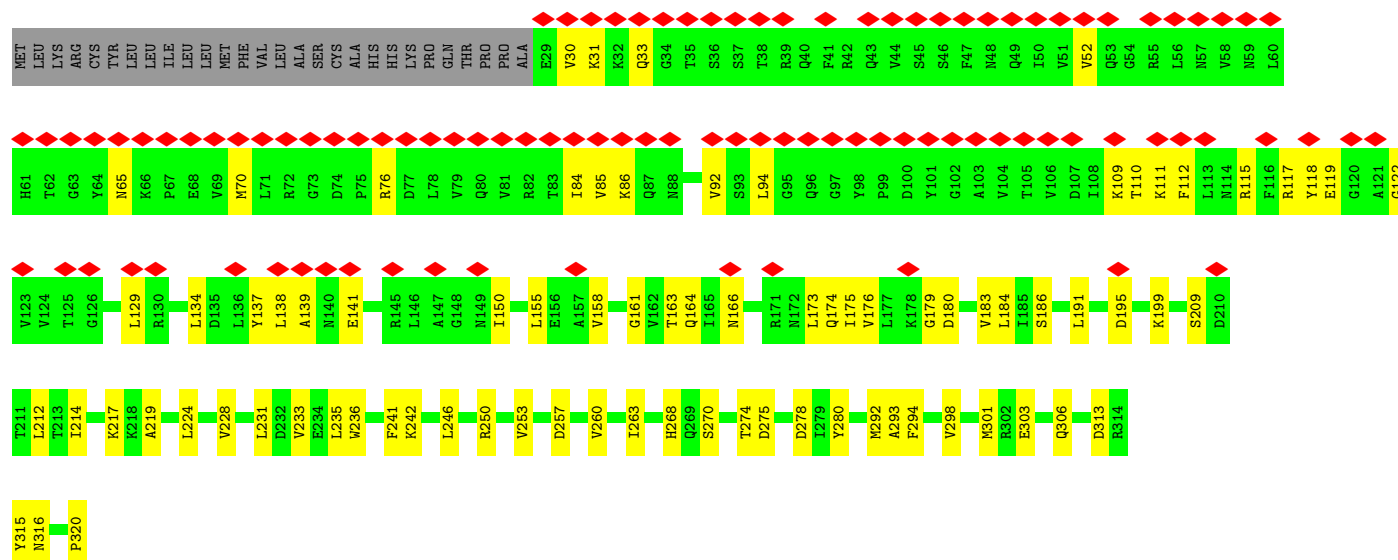 MET LEU LYS ARG CYS TYR LEU LEU ILE LEU LEU MET PHE VAL LEU ALA SER CYS ALA HIS HIS LYS PRO GLN THR PRO PRO ALA E29 V30 K31 K32 Q33 G34 T35 S36 S37 T38 R39 Q40 F41 R42 Q43 V44 S45 S46 F47 N48 Q49 I50 V51 V52 Q53 G54 R55 L56 N57 V58 N59 L60
H61 T62 G63 Y64 N65 K66 P67 E68 V69 M70 L71 R72 G73 D74 P75 R76 D77 L78 V79 Q80 V81 R82 T83 I84 V85 K86 Q87 N88 V92 S93 L94 G95 Q96 G97 Y98 P99 D100 Y101 G102 A103 V104 T105 V106 D107 I108 K109 T110 K111 F112 L113 N114 R115 F116 R117 Y118 E119 G120 A121 G122
V123 V124 T125 G126 L129 R130 L134 D135 L136 Y137 L138 A139 N140 E141 R145 L146 A147 G148 N149 I150 L155 E156 A157 V158 G161 V162 T163 Q164 I165 N166 R171 N172 L173 Q174 I175 V176 L177 K178 G179 D180 V183 L184 I185 S186 L191 D195 K199 S209 D210
T211 L212 T213 I214 K217 K218 A219 L224 V228 L231 D232 V233 E234 L235 W236 F241 K242 L246 R250 V253 D257 V260 I263 H268 Q269 S270 T274 D275 D278 I279 Y280 M292 A293 F294 V298 M301 R302 E303 Q306 D313 R314
Y315 N316 P320